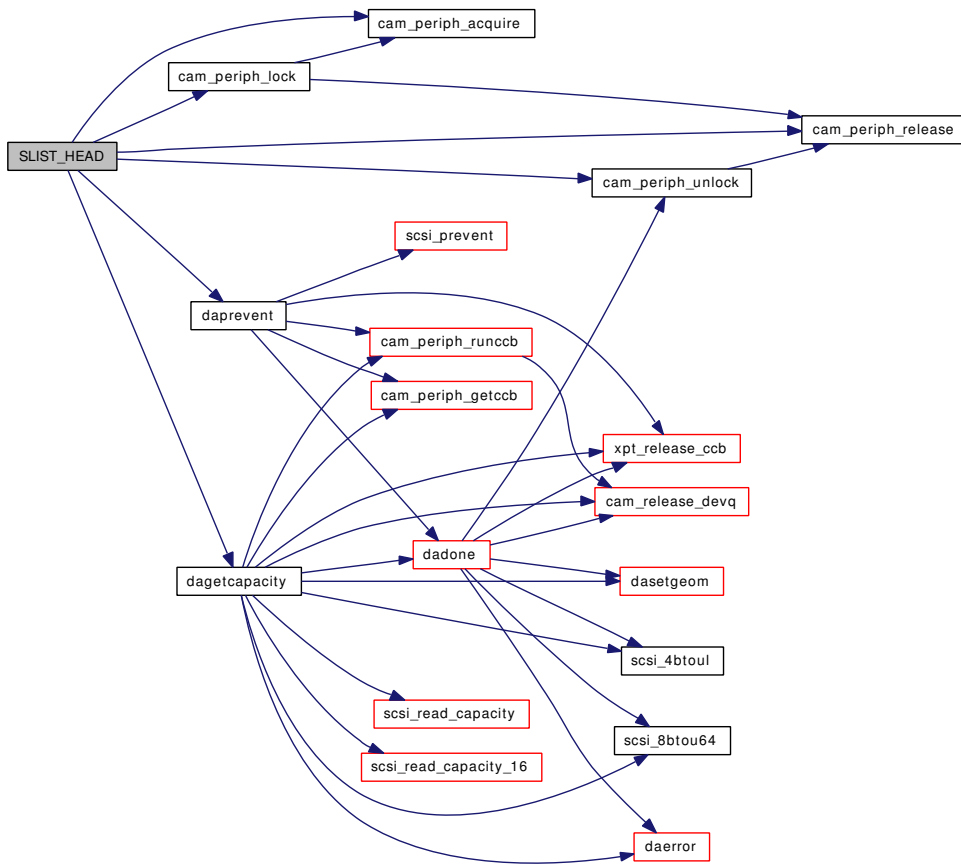 cam_periph_acquire
cam_periph_lock
cam_periph_release
SLIST_HEAD
cam_periph_unlock
scsi_prevent
daprevent
cam_periph_runccb
cam_periph_getccb
xpt_release_ccb
cam_release_devq
dadone
dagetcapacity
dasetgeom
scsi_4btoul
scsi_read_capacity
scsi_8btou64
scsi_read_capacity_16
daerror